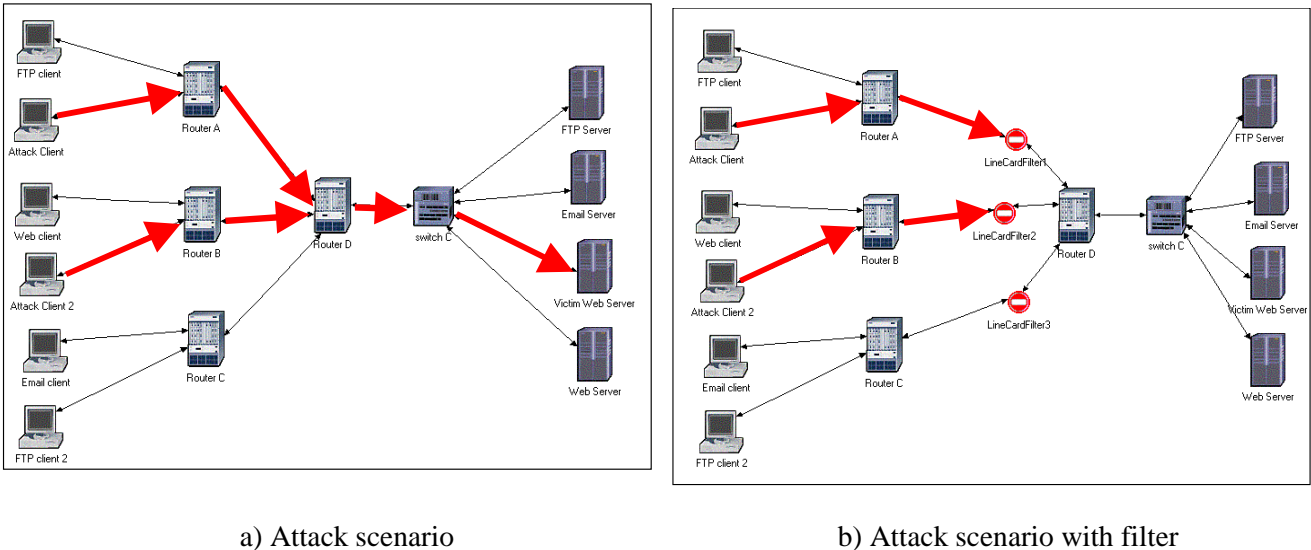 FTP client
Attack Client
Router A
Web client
Attack Client 2
Router B
Email client
FTP client 2
Router C
Router D
switch C
FTP Server
Email Server
Victim Web Server
Web Server
a) Attack scenario
FTP client
Attack Client
Router A
LineCardFilter1
Web client
Attack Client 2
Router B
LineCardFilter2
Email client
FTP client 2
Router C
LineCardFilter3
Router D
switch C
FTP Server
Email Server
Victim Web Server
Web Server
b) Attack scenario with filter